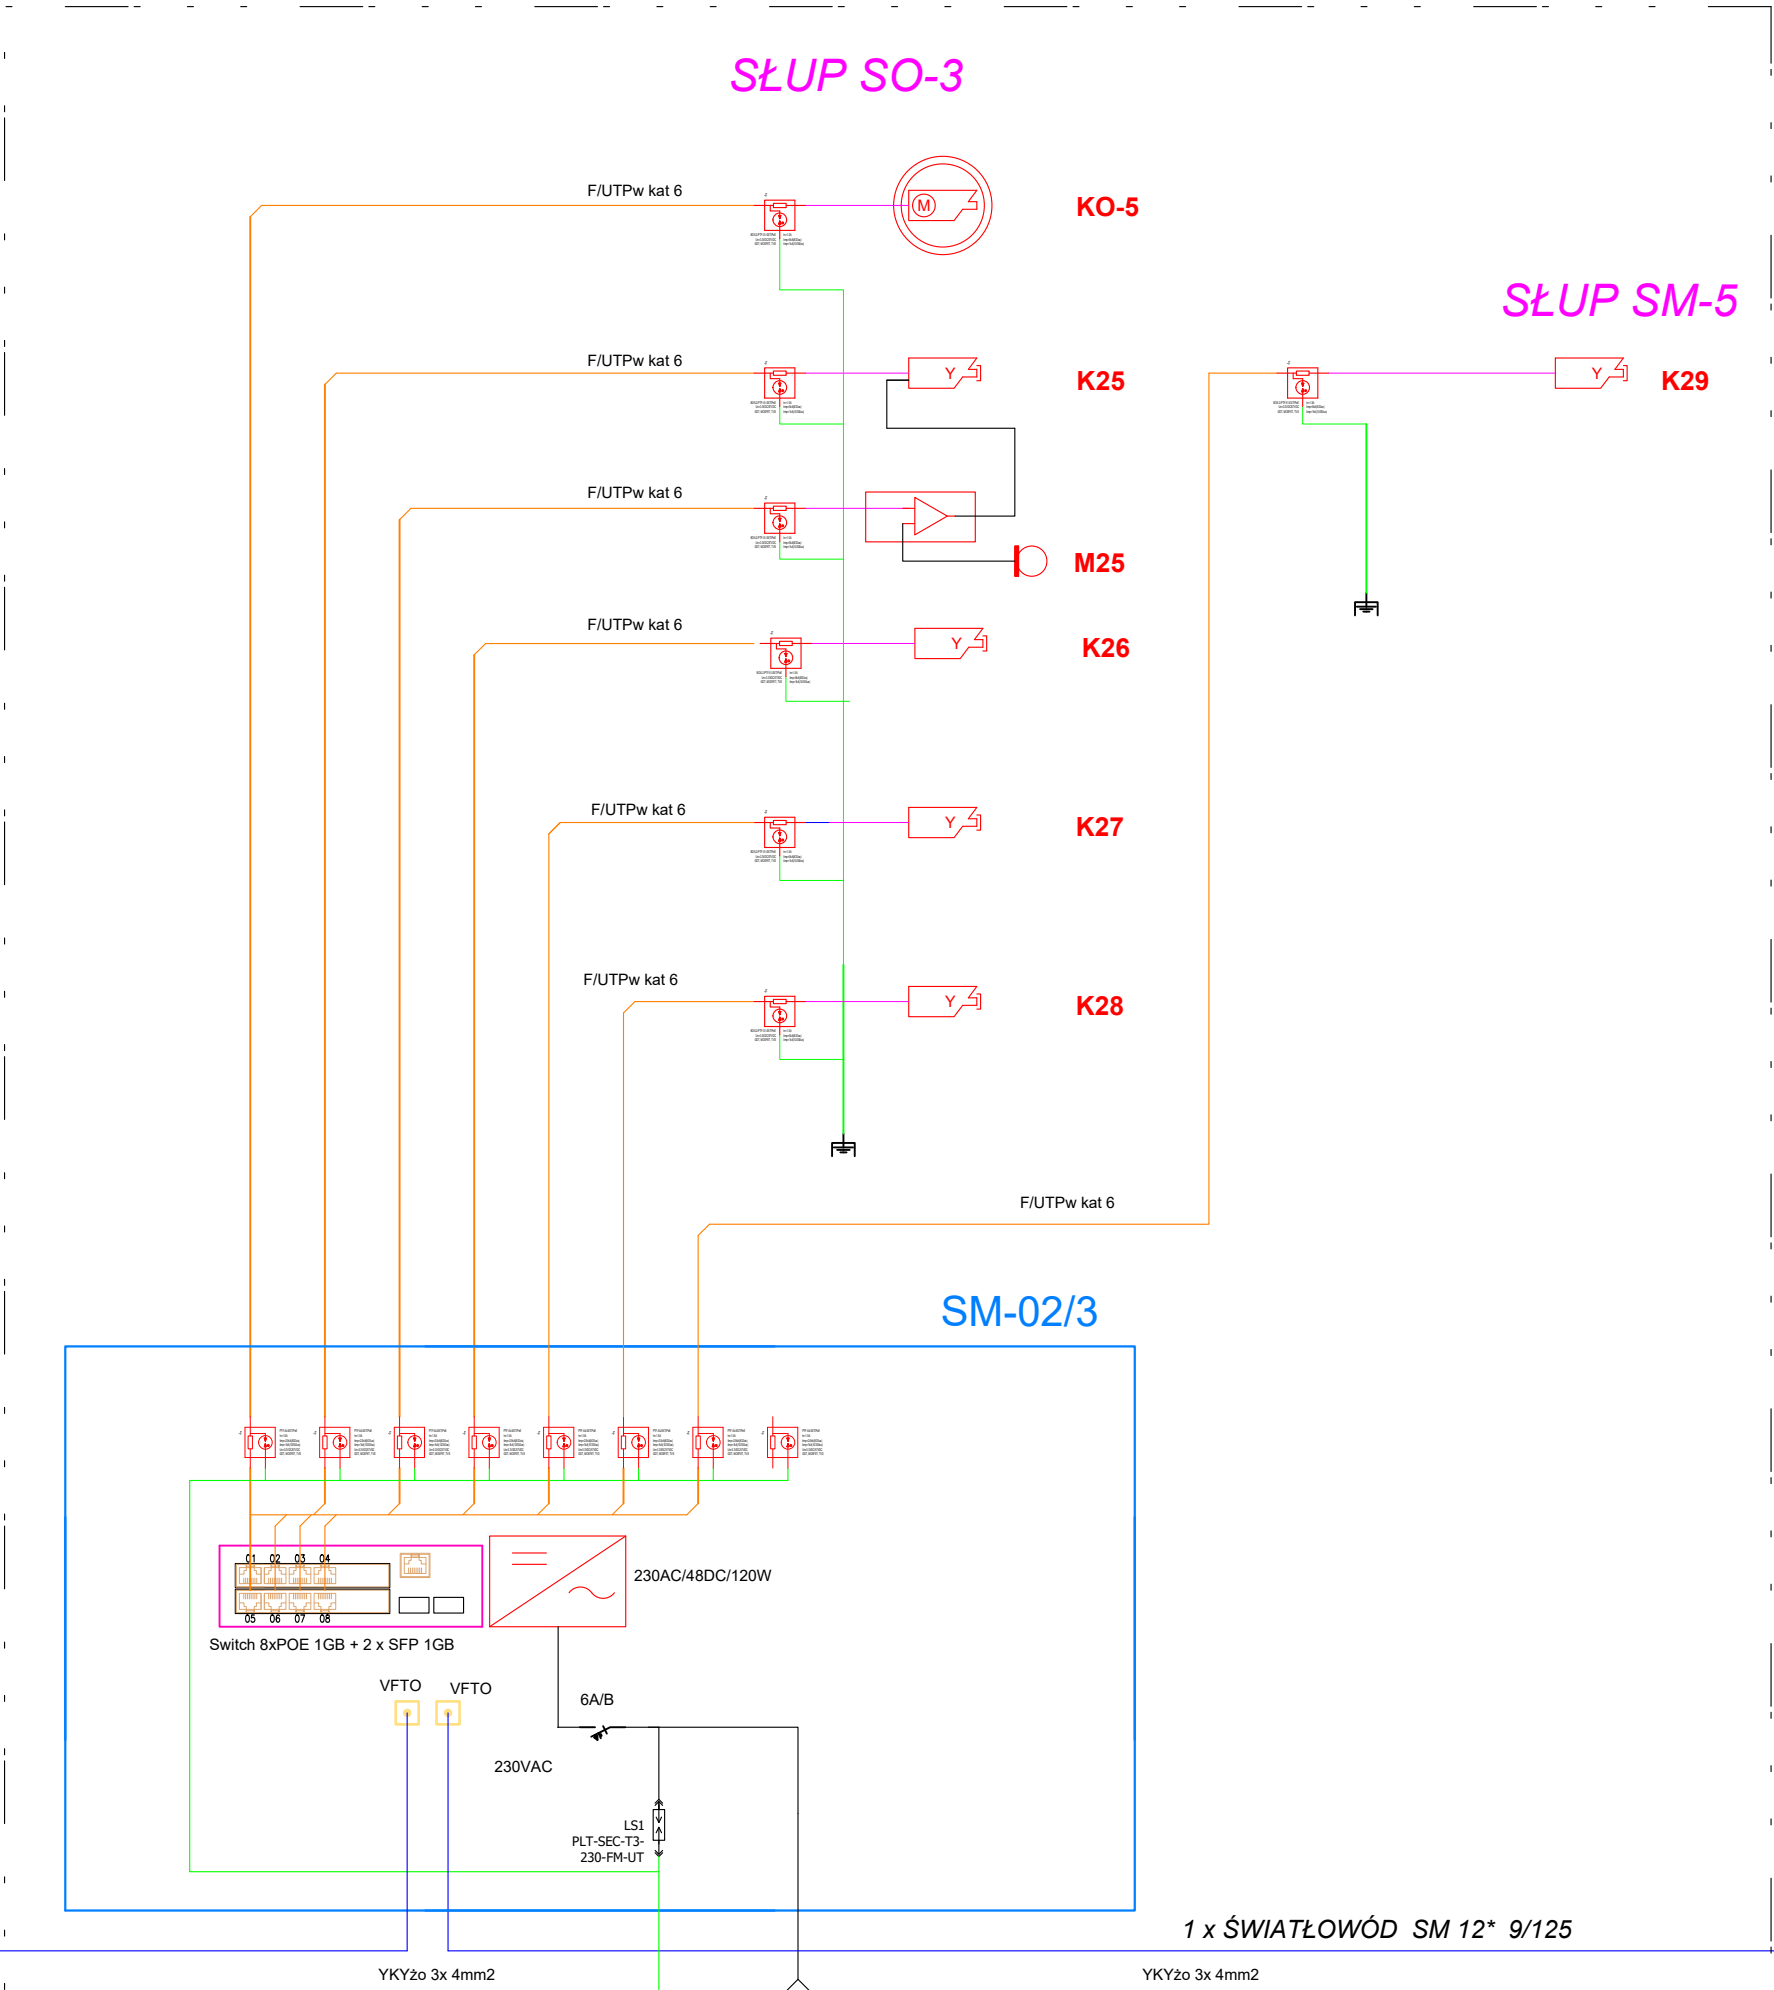 SŁUP SO-3
F/UTPw kat 6
M
KO-5
SŁUP SM-5
F/UTPw kat 6
Y
K25
Y
K29
F/UTPw kat 6
M25
F/UTPw kat 6
Y
K26
F/UTPw kat 6
Y
K27
F/UTPw kat 6
Y
K28
F/UTPw kat 6
SM-02/3
01 02 03 04
05 06 07 08
230AC/48DC/120W
Switch 8xPOE 1GB + 2 x SFP 1GB
VFTO
VFTO
6A/B
230VAC
LS1
PLT-SEC-T3-
230-FM-UT
1 x ŚWIATŁOWÓD SM 12* 9/125
YKYżo 3x 4mm2
YKYżo 3x 4mm2